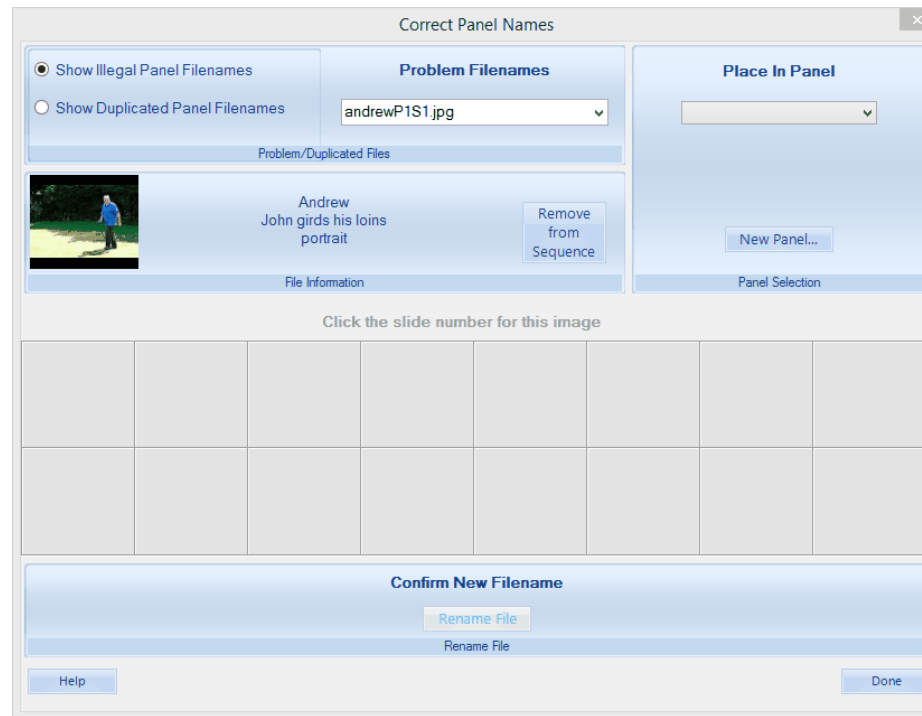 Correct Panel Names
Show Illegal Panel Filenames
Show Duplicated Panel Filenames
Problem Filenames
andrewP1S1.jpg
Problem/Duplicated Files
Place In Panel
New Panel...
Panel Selection
Andrew
John girds his loins
portrait
Remove
from
Sequence
File Information
Click the slide number for this image
Confirm New Filename
Rename File
Rename File
Help
Done